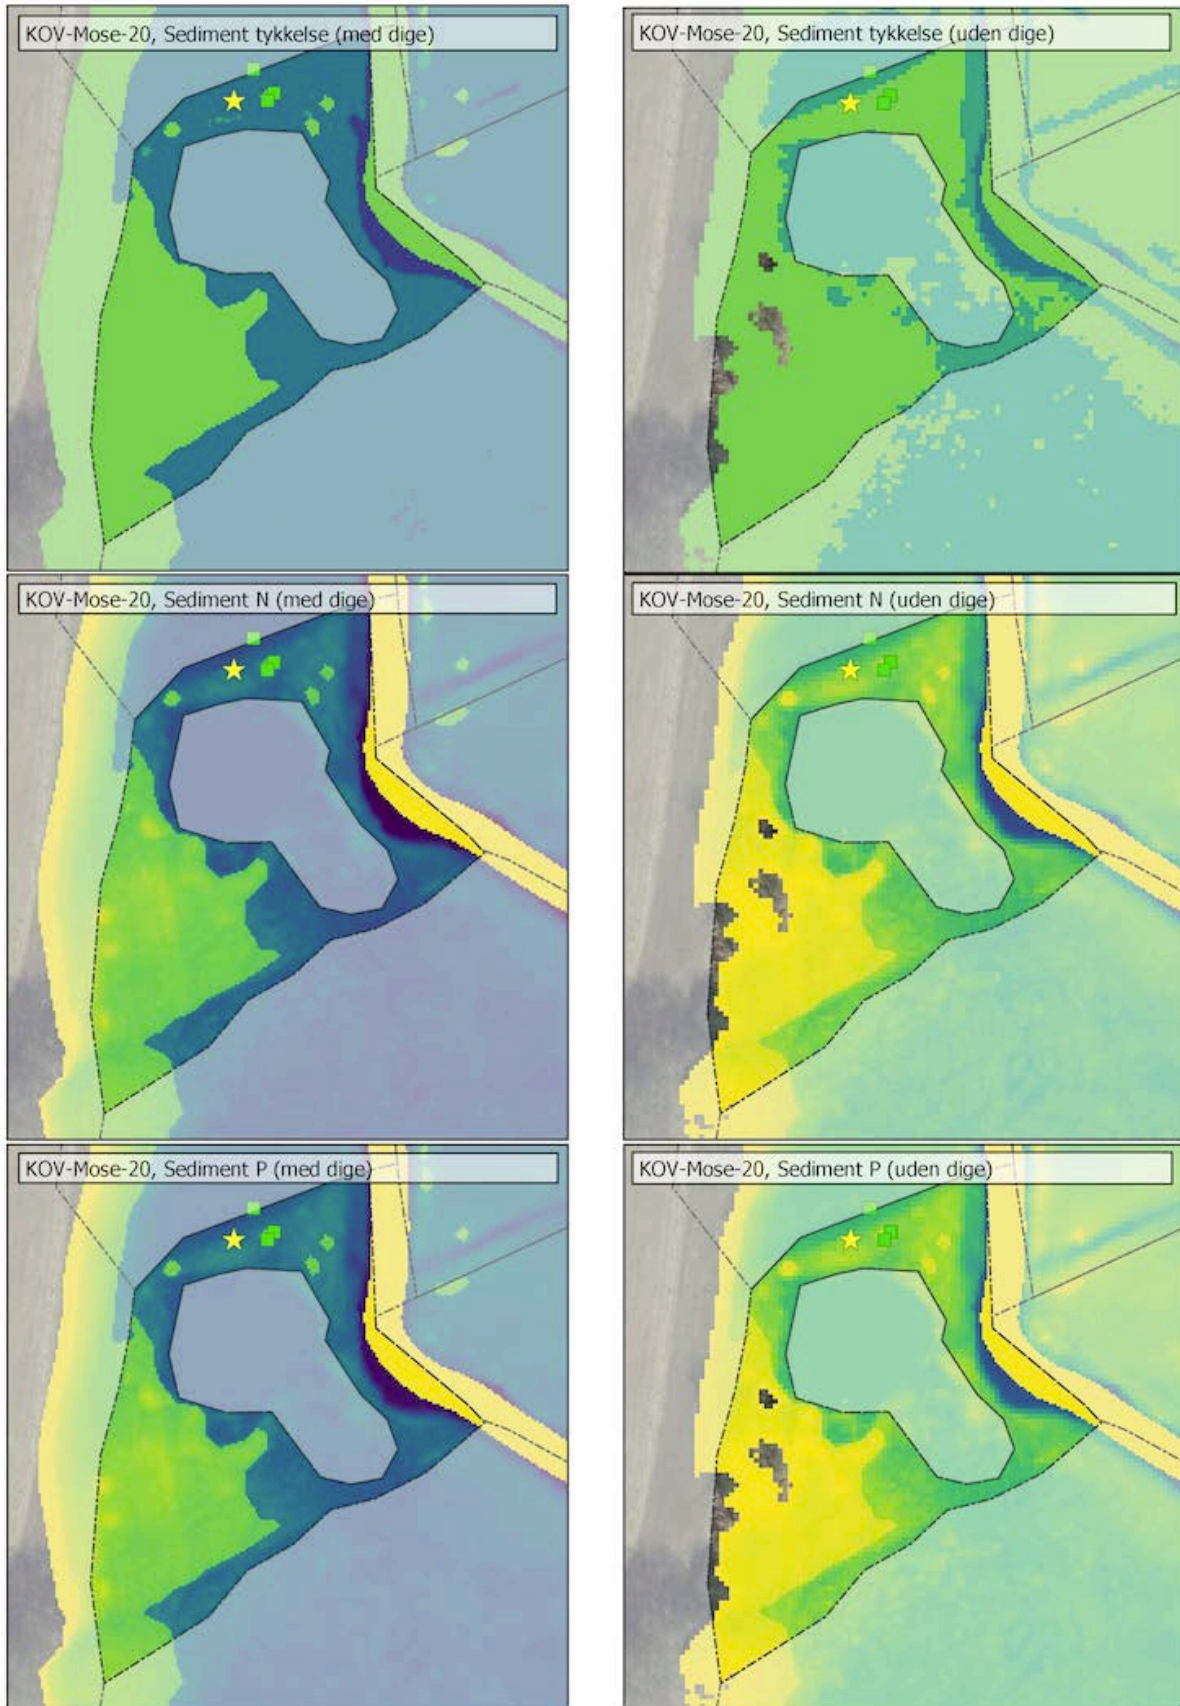 KOV-Mose-20, Sediment tykkelse (med dige)
KOV-Mose-20, Sediment tykkelse (uden dige)
KOV-Mose-20, Sediment N (med dige)
KOV-Mose-20, Sediment N (uden dige)
KOV-Mose-20, Sediment P (med dige)
KOV-Mose-20, Sediment P (uden dige)